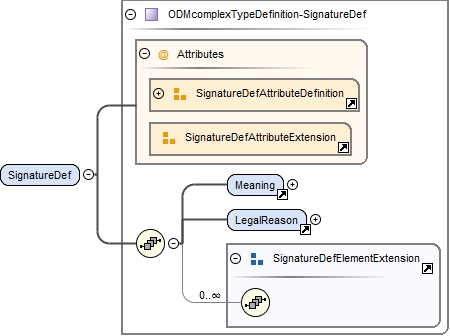 ODMcomplexTypeDefinition-SignatureDef
Attributes
SignatureDefAttributeDefinition
SignatureDefAttributeExtension
SignatureDef
Meaning
LegalReason
SignatureDefElementExtension
0..∞